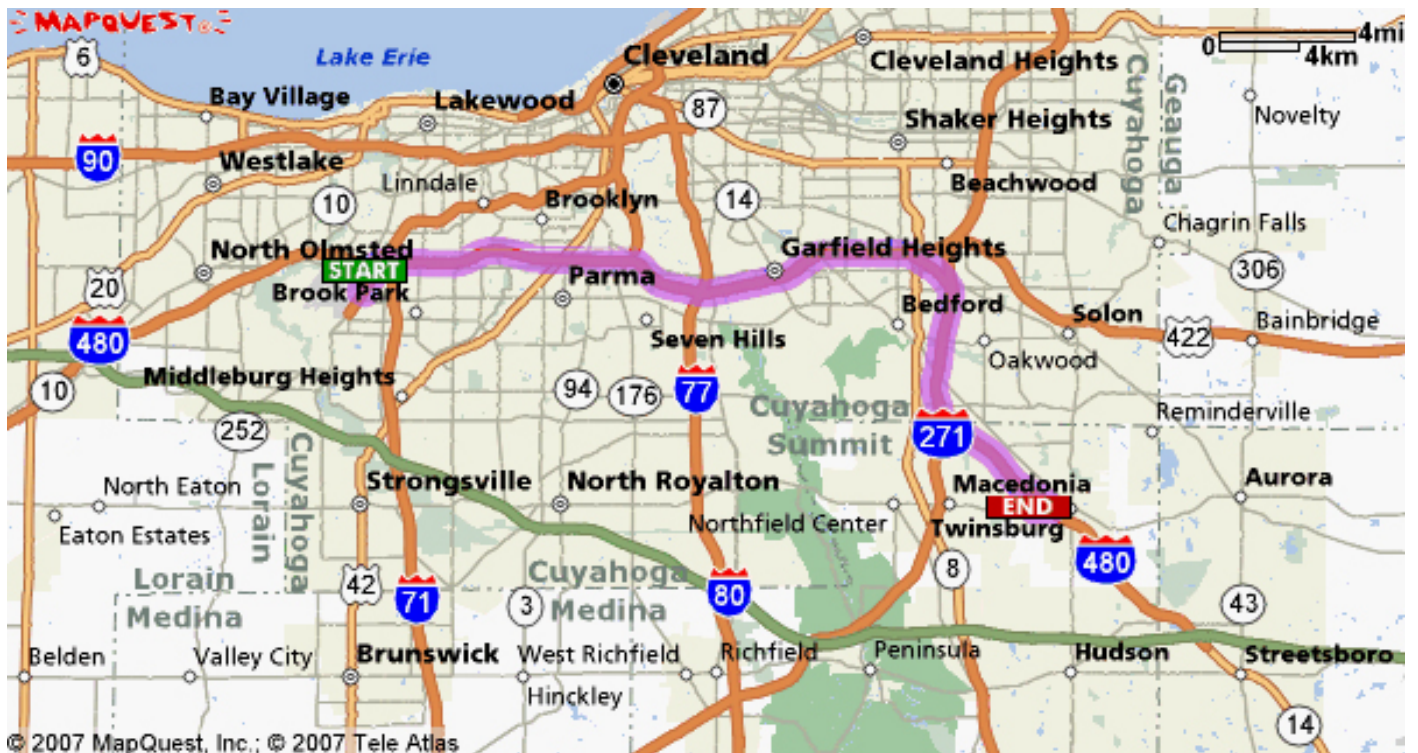 MAPQUEST
Lake Erie
Cleveland
Cleveland Heights
0 4mi
4km
6
Bay Village
Lakewood
87
Cuyahoga
Geauga
Novelty
Shaker Heights
90
Westlake
Linndale
Beachwood
10
Brooklyn
14
Chagrin Falls
North Olmsted
Garfield Heights
START
Parma
306
20
Brook Park
Bedford
Solon
480
Seven Hills
422
Bainbridge
Oakwood
10
Middleburg Heights
94
176
77
Cuyahoga
Summit
Reminderville
252
271
Cuyahoga
Lorain
North Eaton
Strongsville
North Royalton
Macedonia
Aurora
END
Eaton Estates
Northfield Center
Twinsburg
480
Lorain
Medina
42
71
Cuyahoga
Medina
3
80
8
43
Belden
Valley City
Brunswick
West Richfield
Richfield
Peninsula
Hudson
Streetsboro
Hinckley
14
© 2007 MapQuest, Inc.; © 2007 Tele Atlas